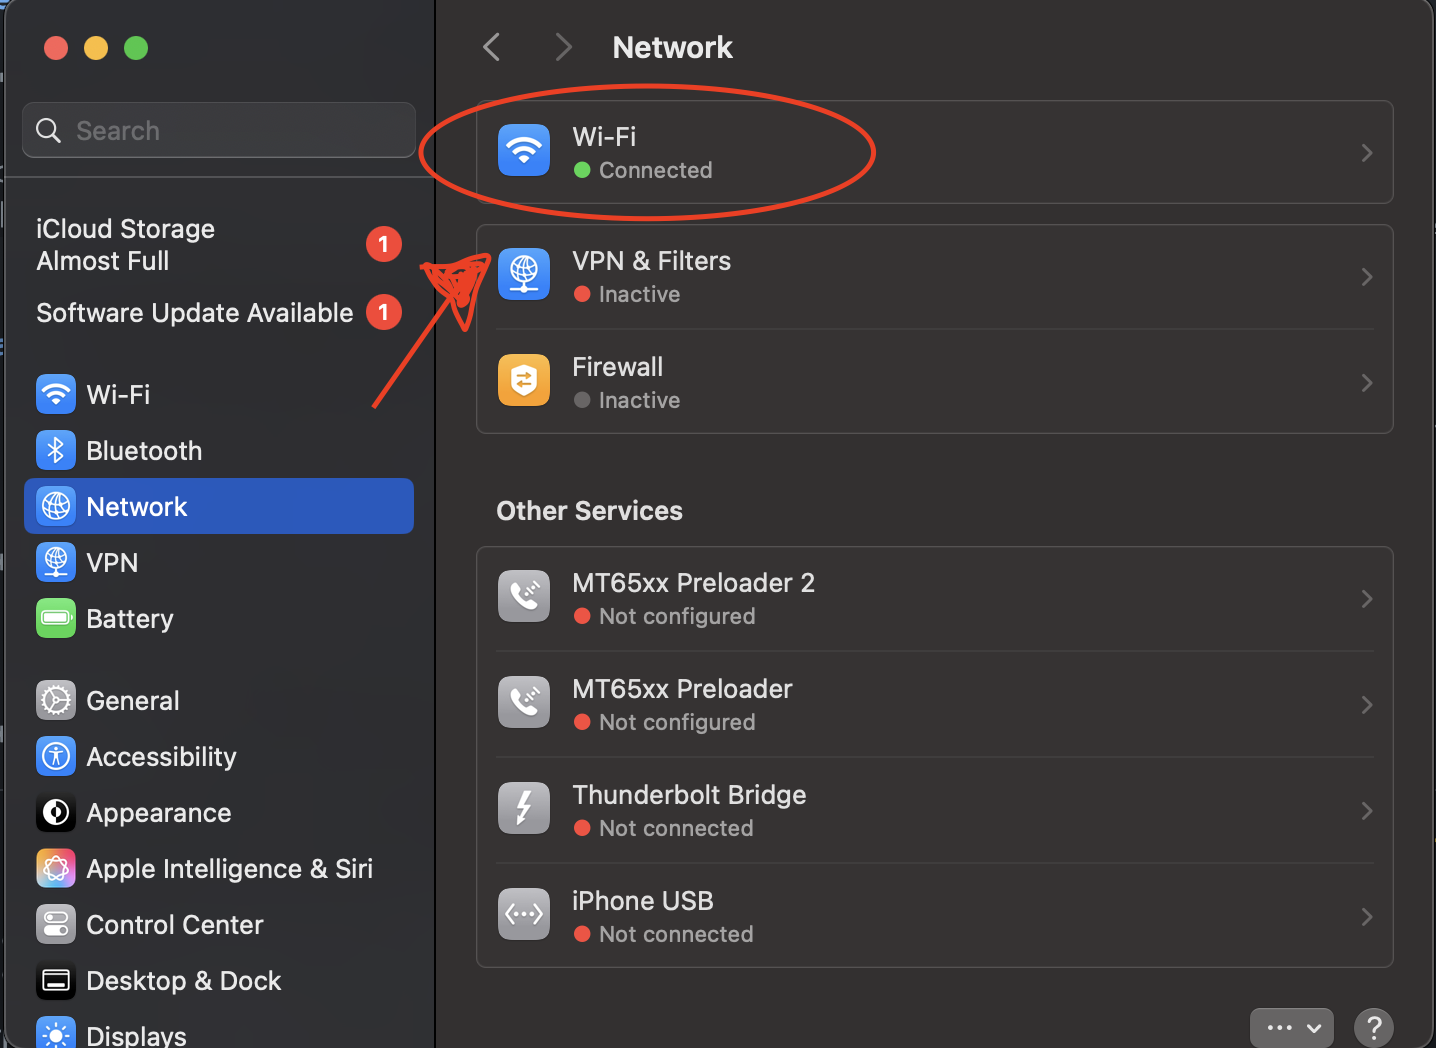 Network
Search
iCloud Storage
Almost Full
1
Software Update Available
1
Wi-Fi
Bluetooth
Network
VPN
Battery
General
Accessibility
Appearance
Apple Intelligence & Siri
Control Center
Desktop & Dock
Displays
Wi-Fi
Connected
VPN & Filters
Inactive
Firewall
Inactive
Other Services
MT65xx Preloader 2
Not configured
MT65xx Preloader
Not configured
Thunderbolt Bridge
Not connected
iPhone USB
Not connected
?